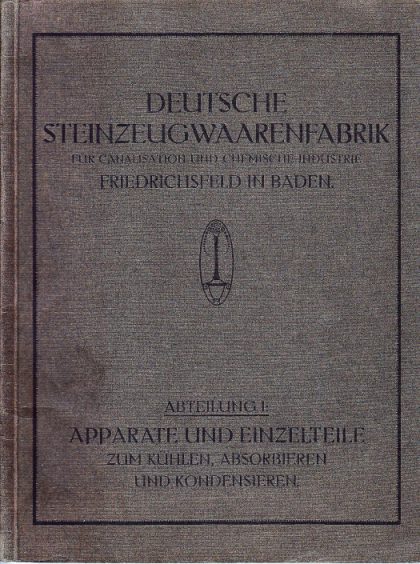 DEUTSCHE
STEINZEUGWAARENFABRIK
FÜR CANALISATION UND CHEMISCHE INDUSTRIE
FRIEDRICHSFELD IN BADEN.
ABTEILUNG I:
APPARATE UND EINZELTEILE
ZUM KÜHLEN, ABSORBIEREN
UND KONDENSIEREN.